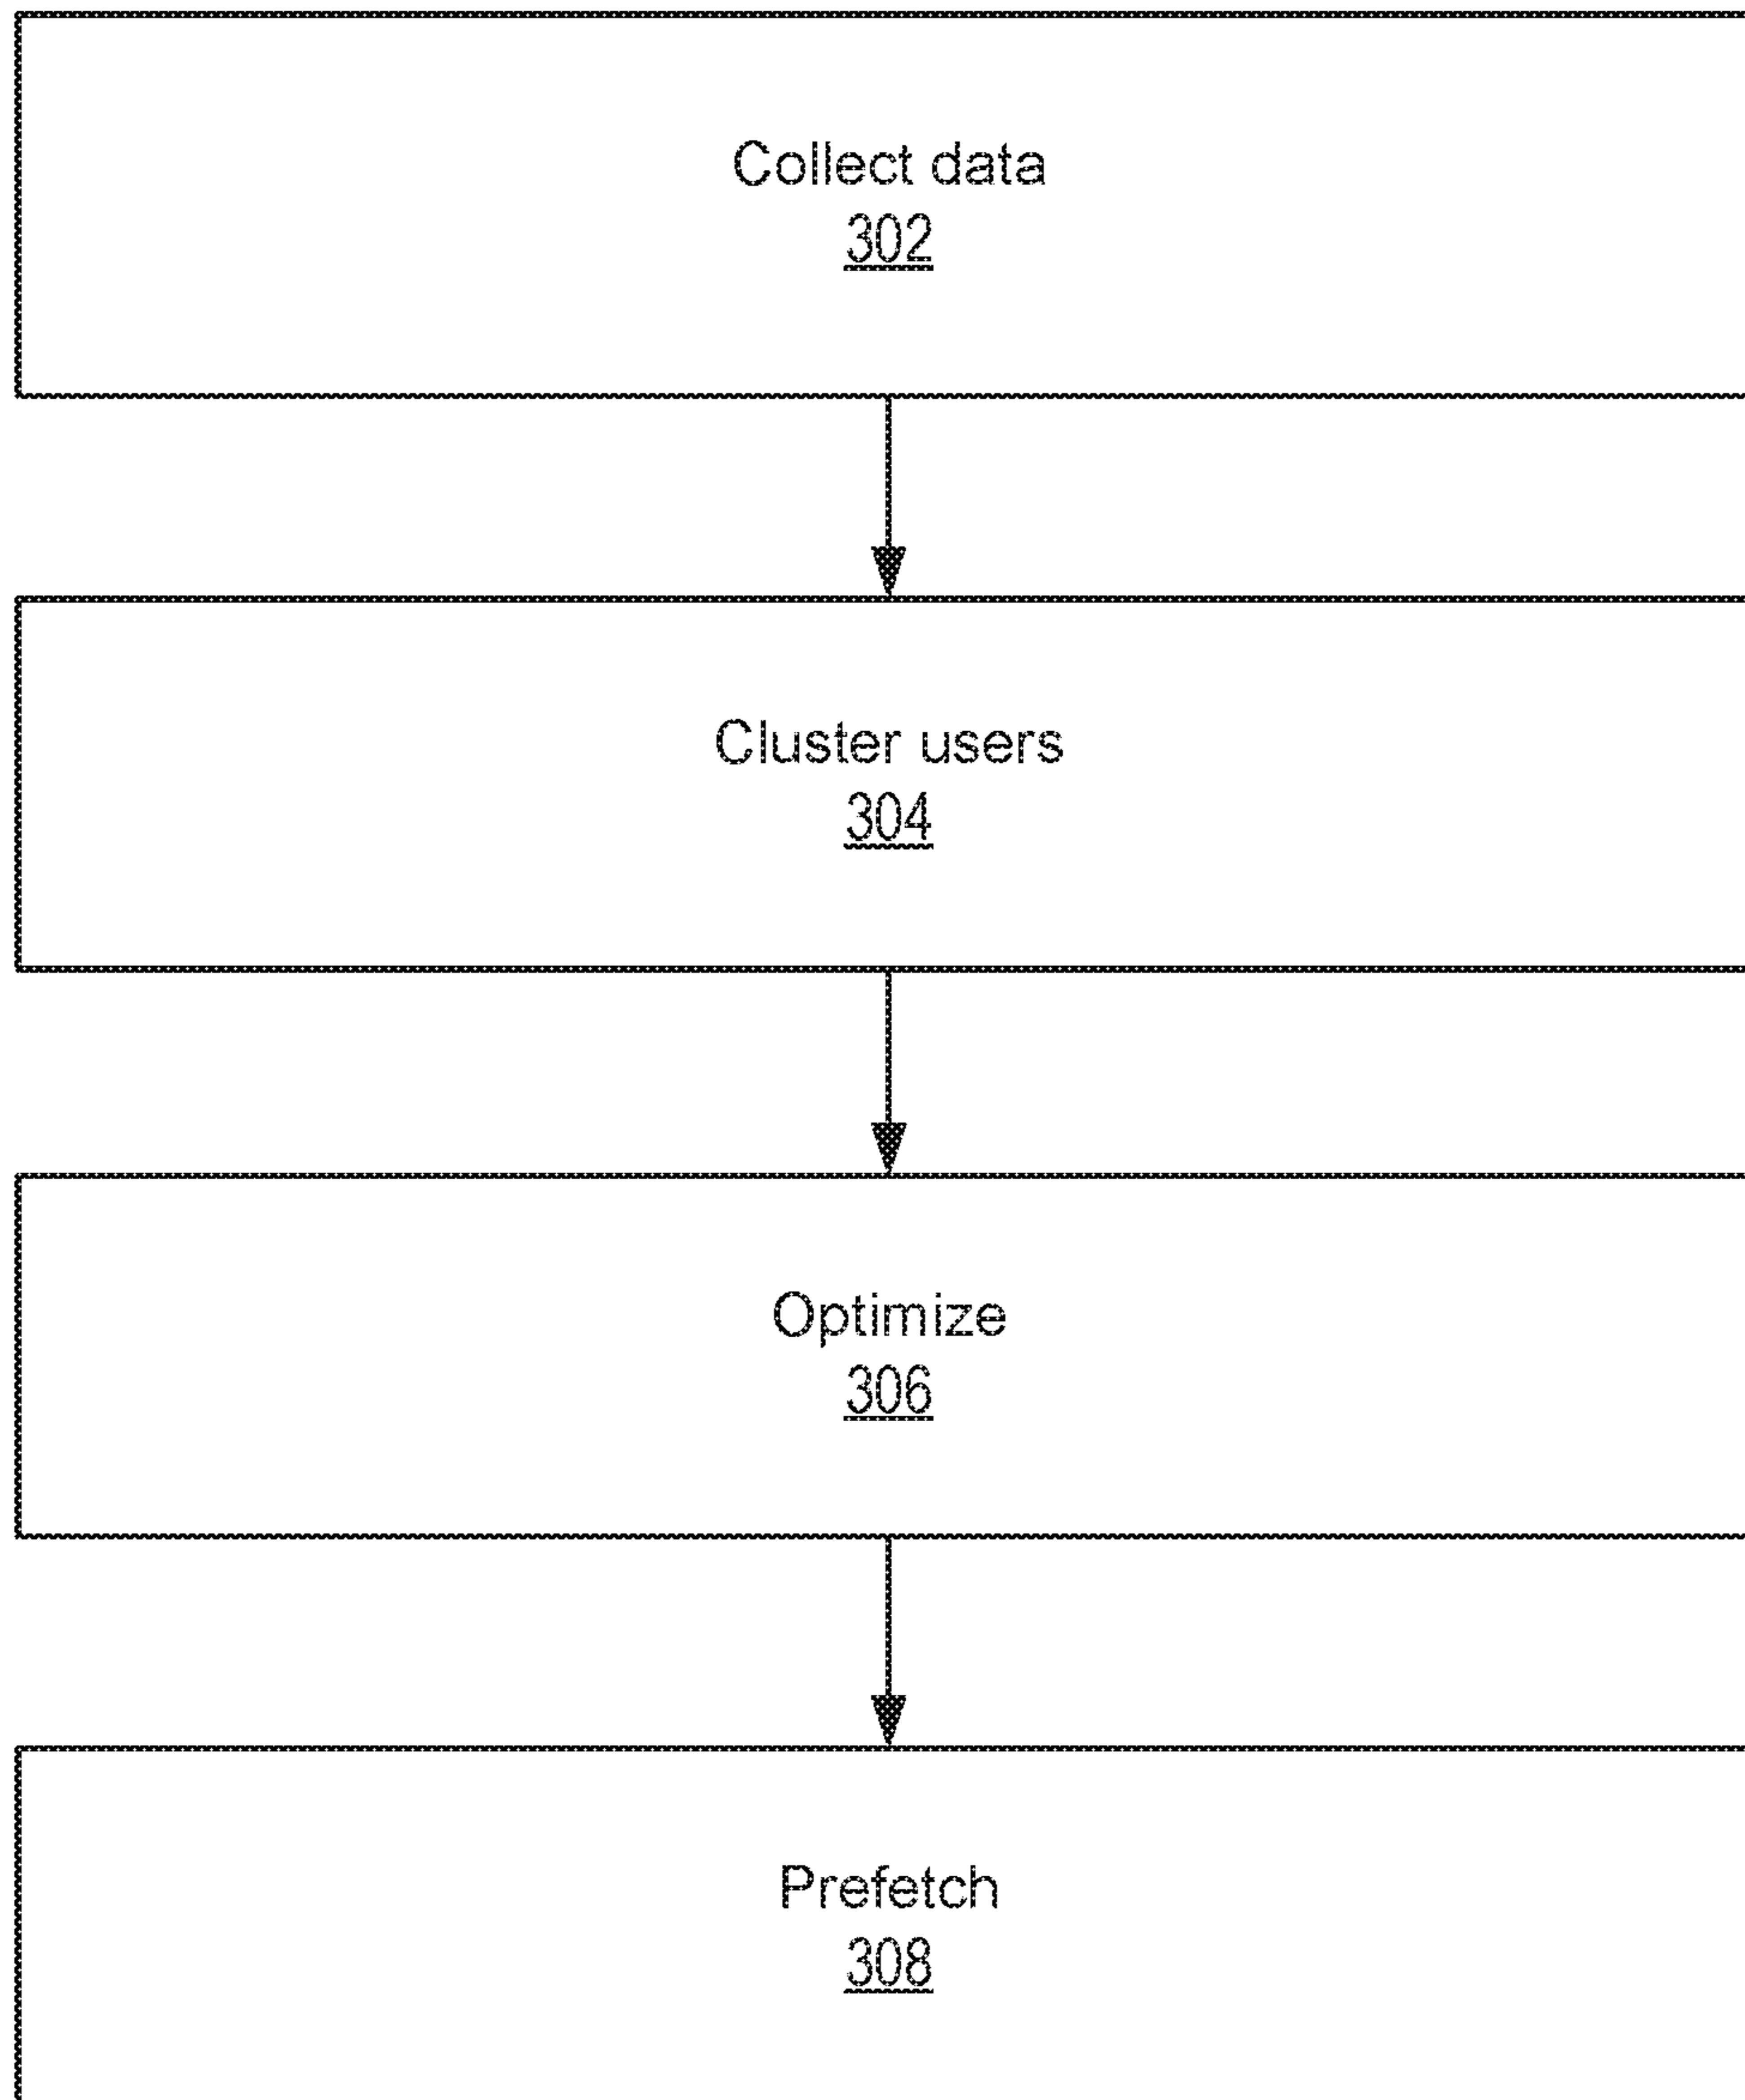 Collect data
302
Cluster users
304
Optimize
306
Prefetch
308